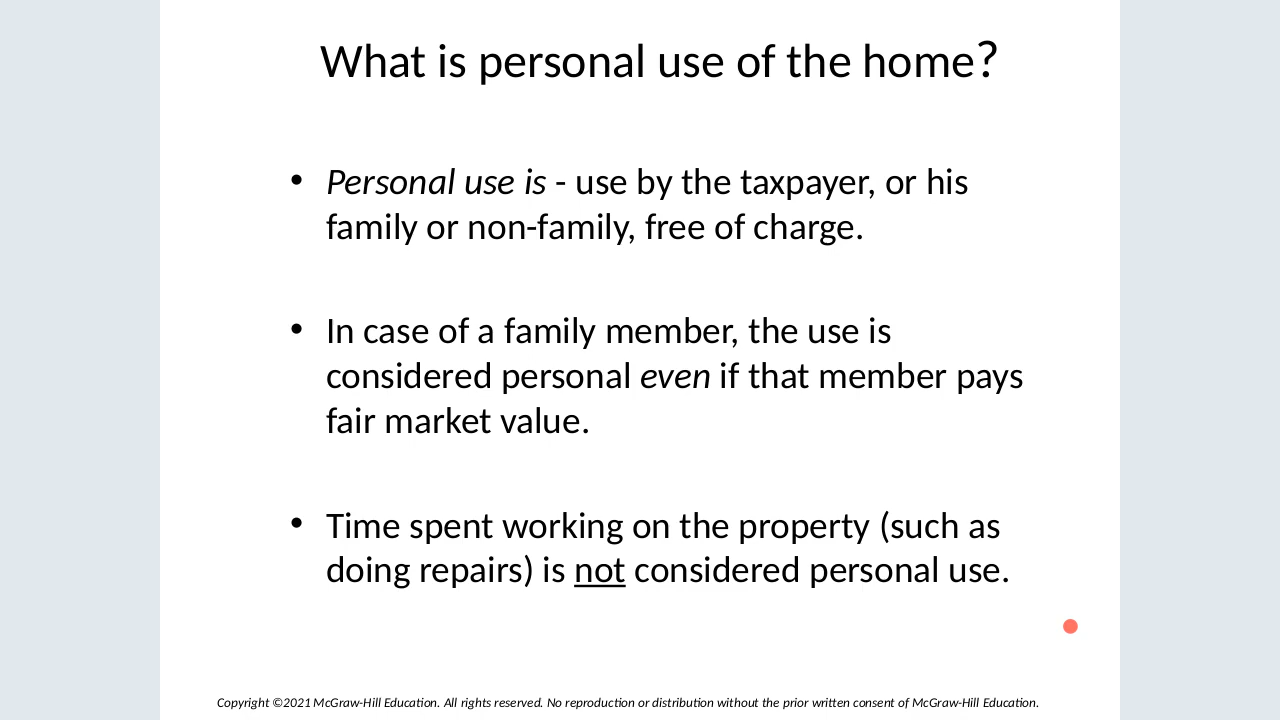 What is personal use of the home?
• Personal use is - use by the taxpayer, or his
family or non-family, free of charge.
• In case of a family member, the use is
considered personal even if that member pays
fair market value.
• Time spent working on the property (such as
doing repairs) is not considered personal use.
Copyright ©2021 McGraw-Hill Education. All rights reserved. No reproduction or distribution without the prior written consent of McGraw-Hill Education.